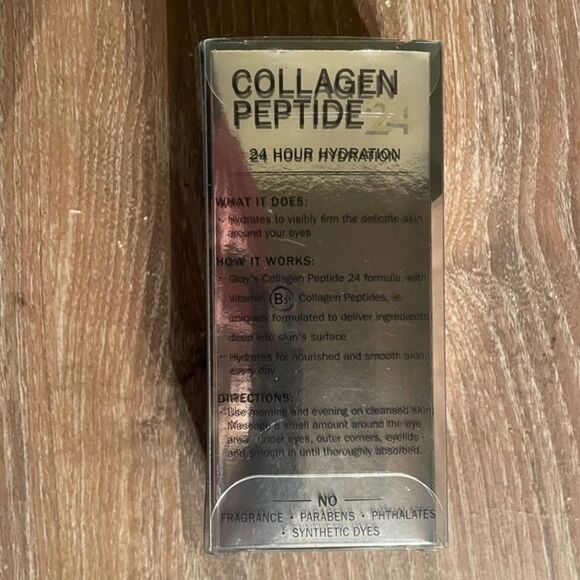 COLLAGEN
PEPTIDE 24
24 HOUR HYDRATION
WHAT IT DOES:
• Hydrates to visibly firm the delicate skin
around your eyes
HOW IT WORKS:
• Olay's Collagen Peptide 24 formula, with
Vitamin B3+ Collagen Peptides, is
uniquely formulated to deliver ingredients
deep into skin's surface
• Hydrates for nourished and smooth skin
every day
DIRECTIONS:
• Use morning and evening on cleansed skin.
Massage a small amount around the eye
area - under eyes, outer corners, eyelids -
and smooth in until thoroughly absorbed.
NO
FRAGRANCE • PARABENS • PHTHALATES
• SYNTHETIC DYES